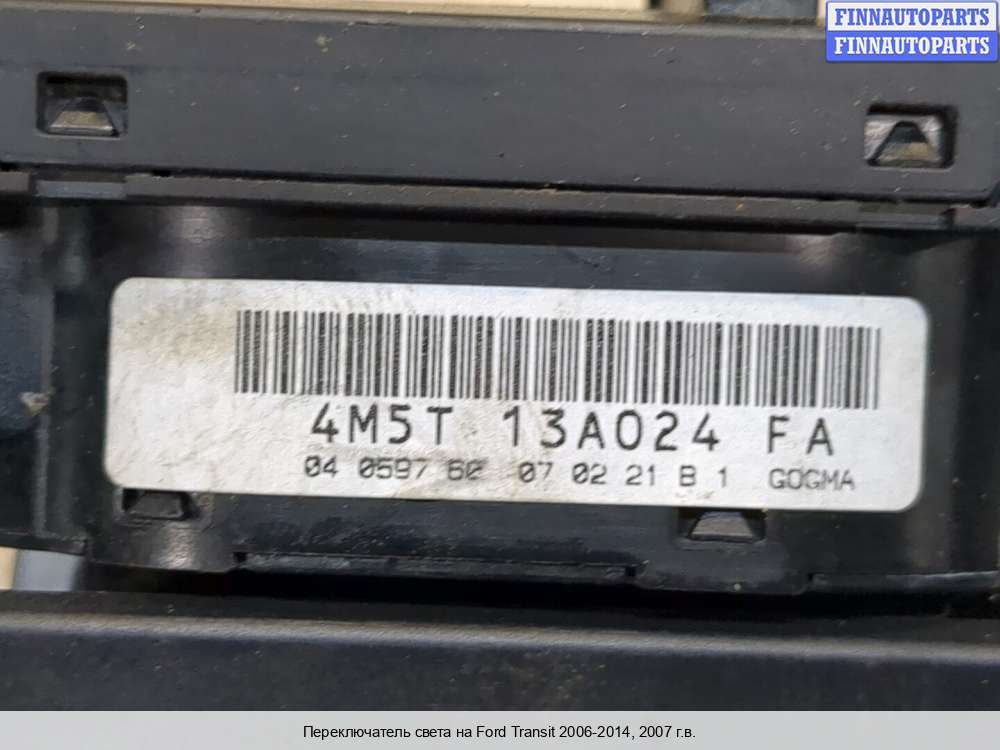 FINNAUTOPARTS
FINNAUTOPARTS
4M5T 13A024 FA
04 0597 60 07 02 21 B 1 GOGMA
Переключатель света на Ford Transit 2006-2014, 2007 г.в.